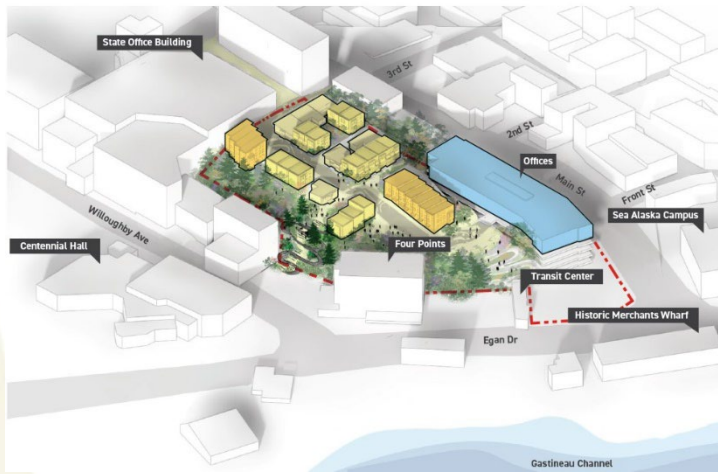 State Office Building
3rd St
2nd St
Offices
Main St
Front St
Sea Alaska Campus
Willoughby Ave
Centennial Hall
Four Points
Transit Center
Historic Merchants Wharf
Egan Dr
Gastineau Channel